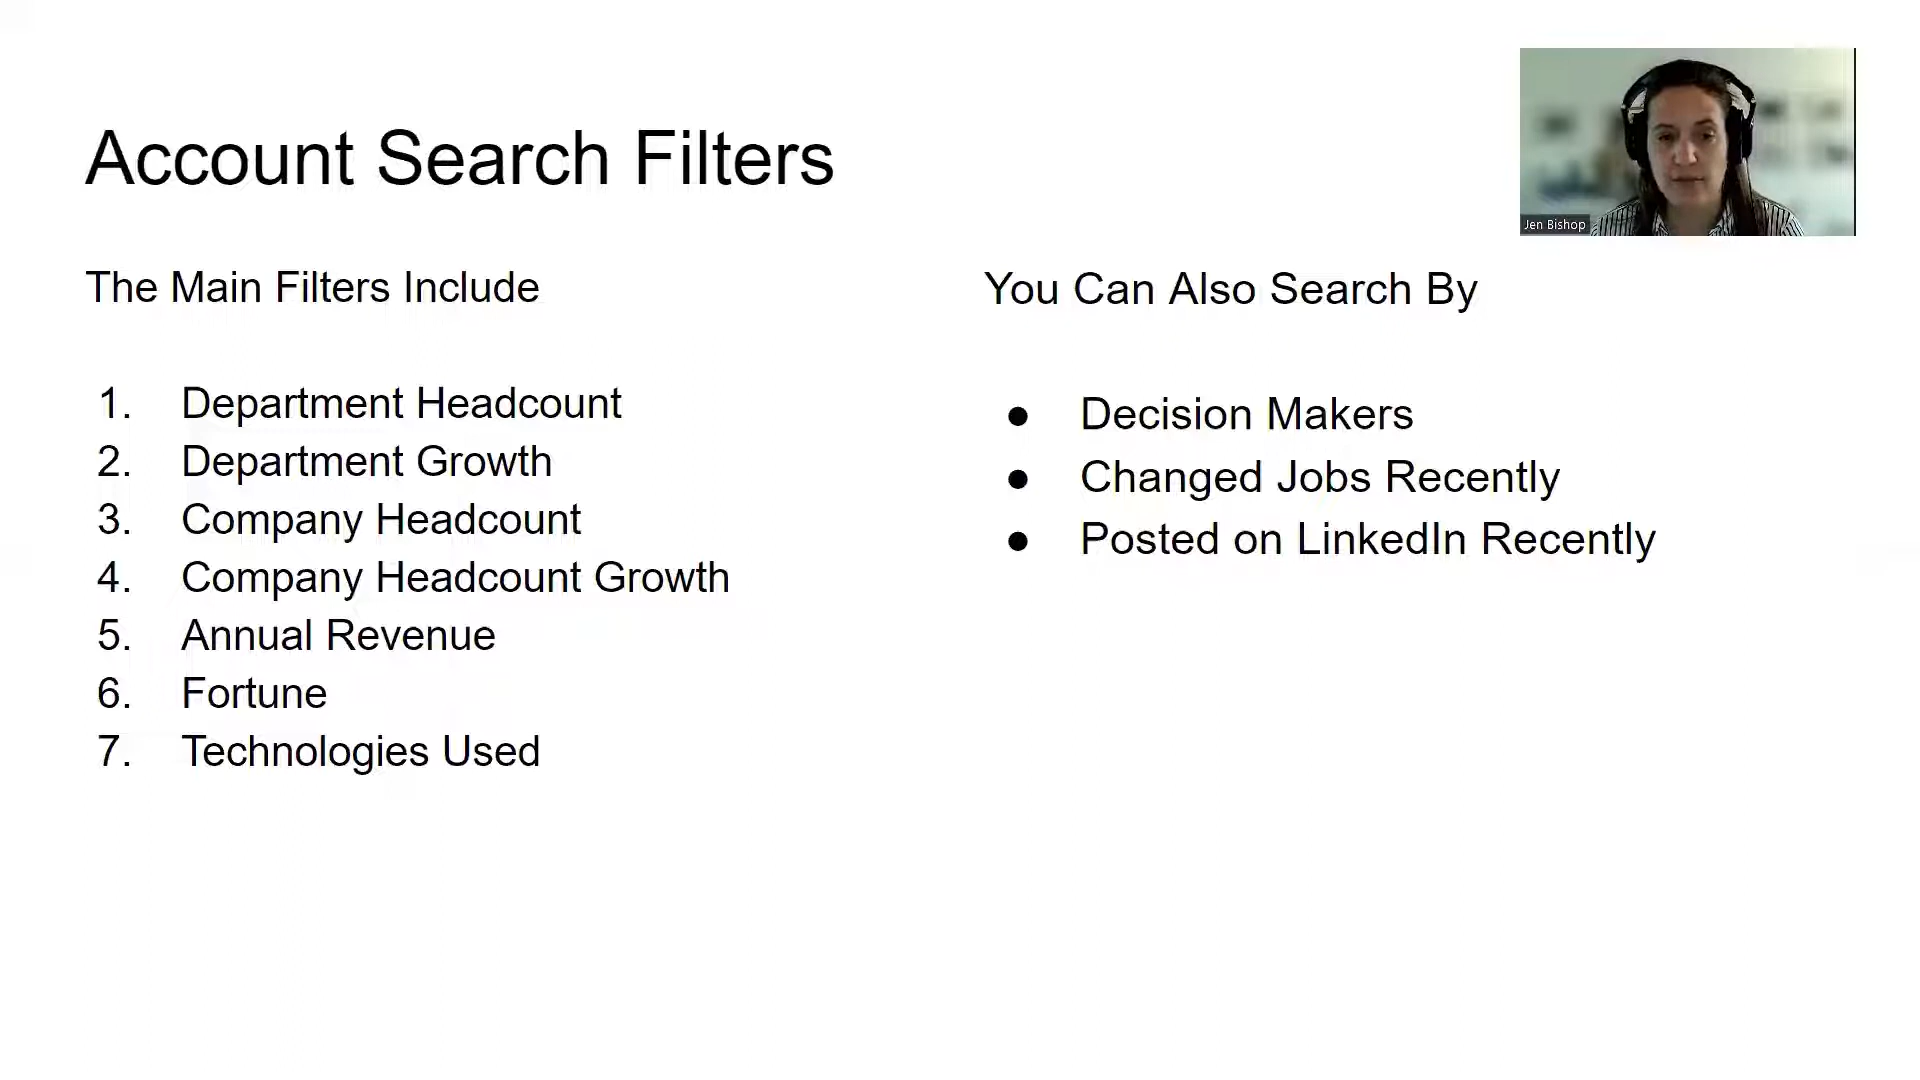 Account Search Filters
Jen Bishop
The Main Filters Include
1. Department Headcount
2. Department Growth
3. Company Headcount
4. Company Headcount Growth
5. Annual Revenue
6. Fortune
7. Technologies Used
You Can Also Search By
● Decision Makers
● Changed Jobs Recently
● Posted on LinkedIn Recently